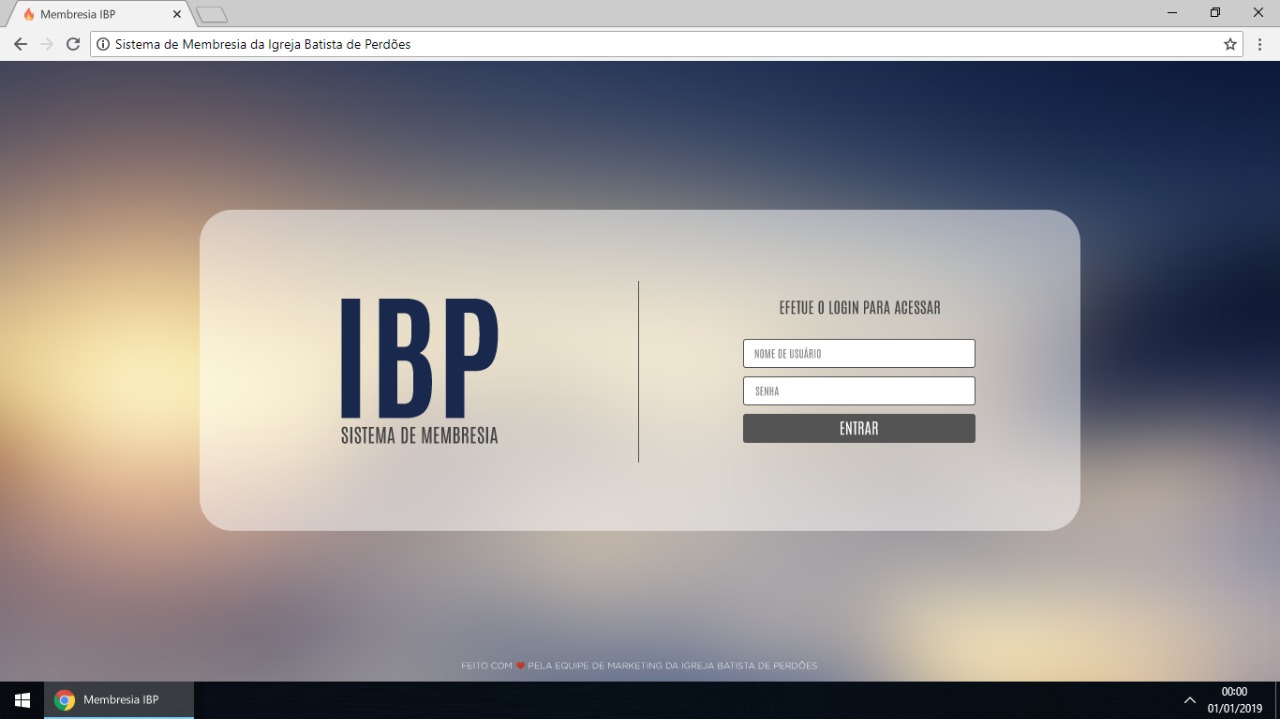 Membresia IBP
Sistema de Membresia da Igreja Batista de Perdões
IBP
SISTEMA DE MEMBRESIA
EFETUE O LOGIN PARA ACESSAR
NOME DE USUÁRIO
SENHA
ENTRAR
FEITO COM ❤ PELA EQUIPE DE MARKETING DA IGREJA BATISTA DE PERDÕES
Membresia IBP
00:00
01/01/2019